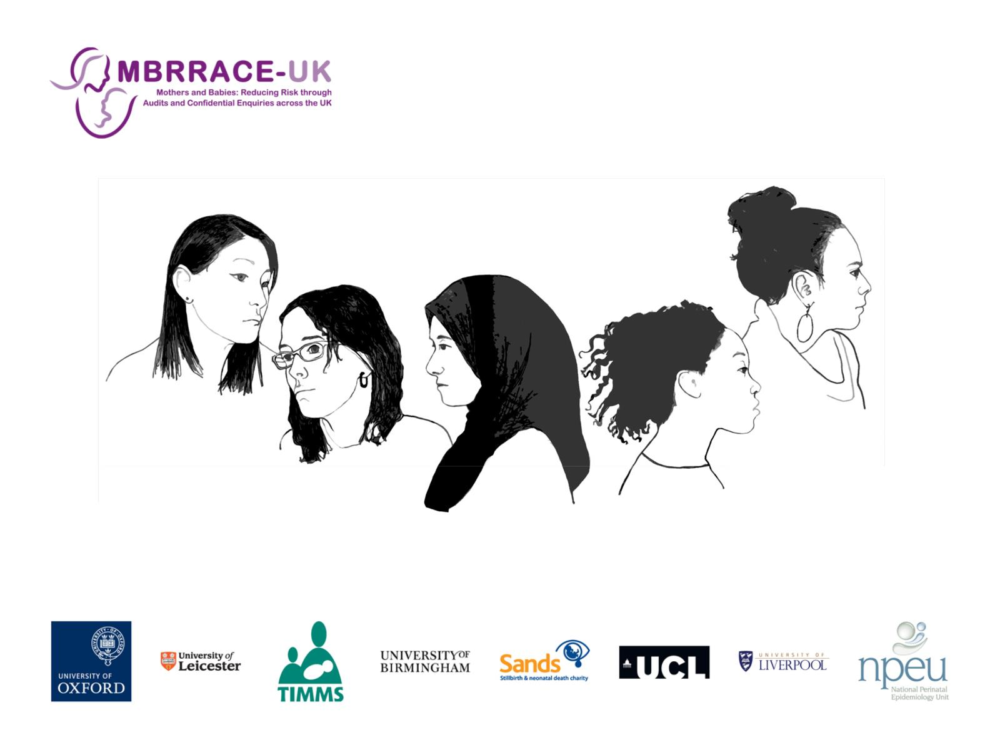 MBRRACE-UK
Mothers and Babies: Reducing Risk through
Audits and Confidential Enquiries across the UK
UNIVERSITY OF
OXFORD
University of
Leicester
TIMMS
UNIVERSITY OF
BIRMINGHAM
Sands
Stillbirth & neonatal death charity
UCL
UNIVERSITY OF
LIVERPOOL
npeu
National Perinatal
Epidemiology Unit